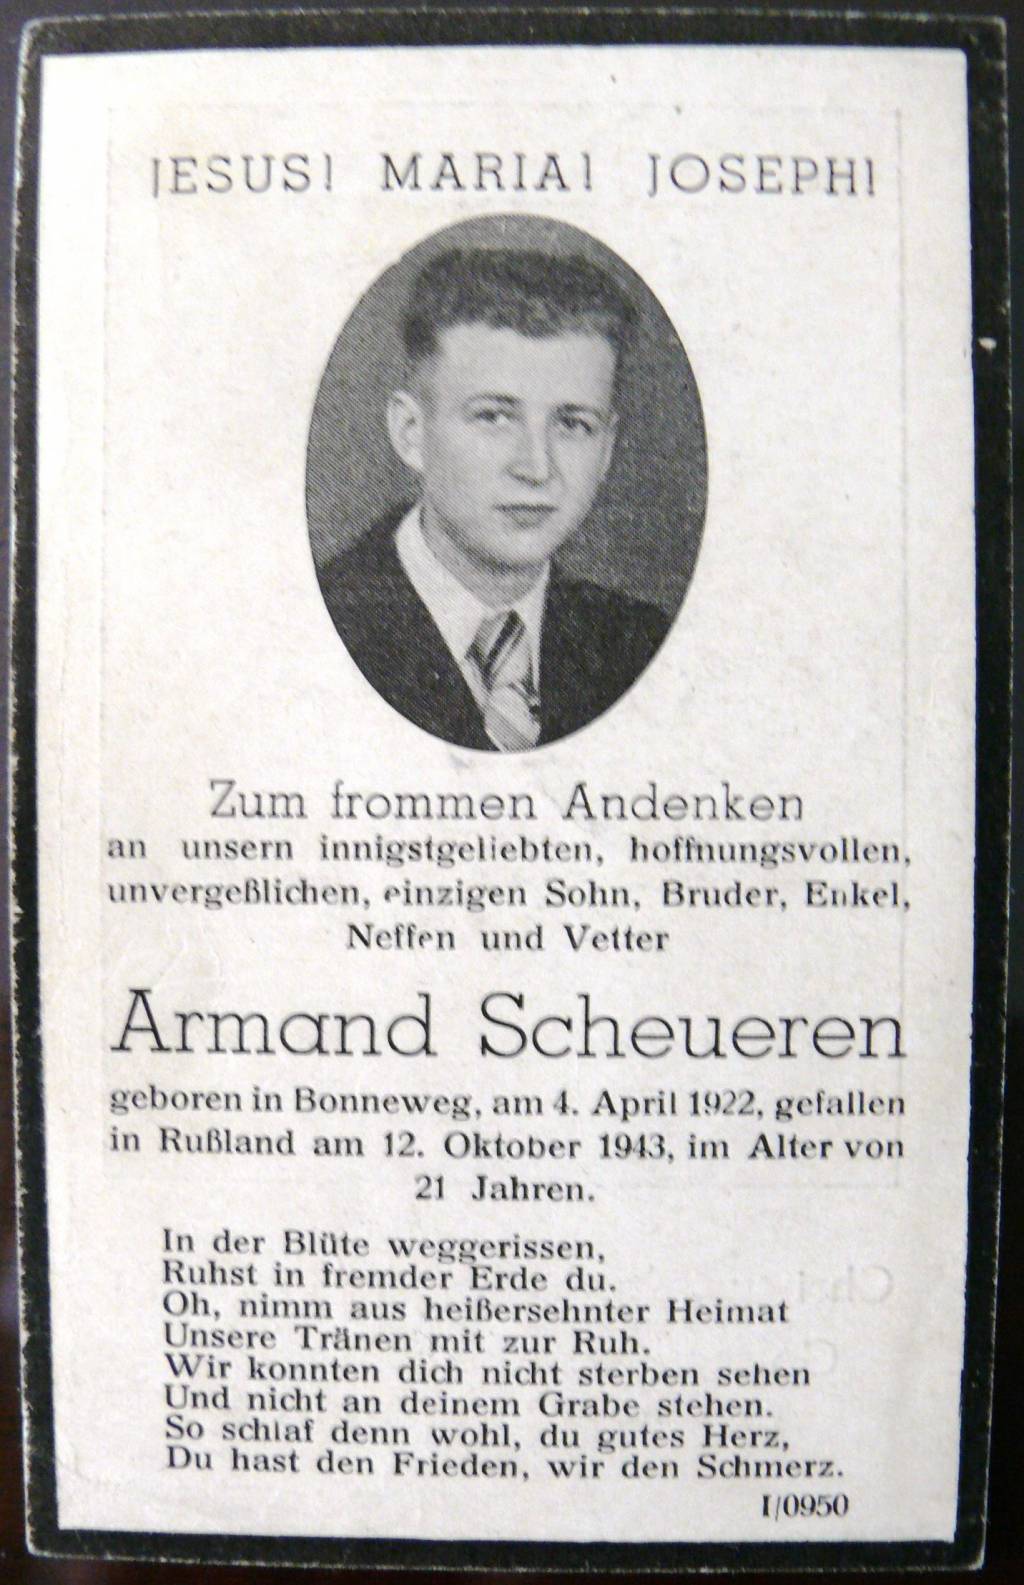 JESUS! MARIA! JOSEPH!
Zum frommen Andenken
an unsern innigstgeliebten, hoffnungsvollen,
unvergeßlichen, einzigen Sohn, Bruder, Enkel,
Neffen und Vetter
Armand Scheueren
geboren in Bonneweg, am 4. April 1922, gefallen
in Rußland am 12. Oktober 1943, im Alter von
21 Jahren.
In der Blüte weggerissen,
Ruhst in fremder Erde du.
Oh, nimm aus heißersehnter Heimat
Unsere Tränen mit zur Ruh.
Wir konnten dich nicht sterben sehen
Und nicht an deinem Grabe stehen.
So schlaf denn wohl, du gutes Herz,
Du hast den Frieden, wir den Schmerz.
I/0950